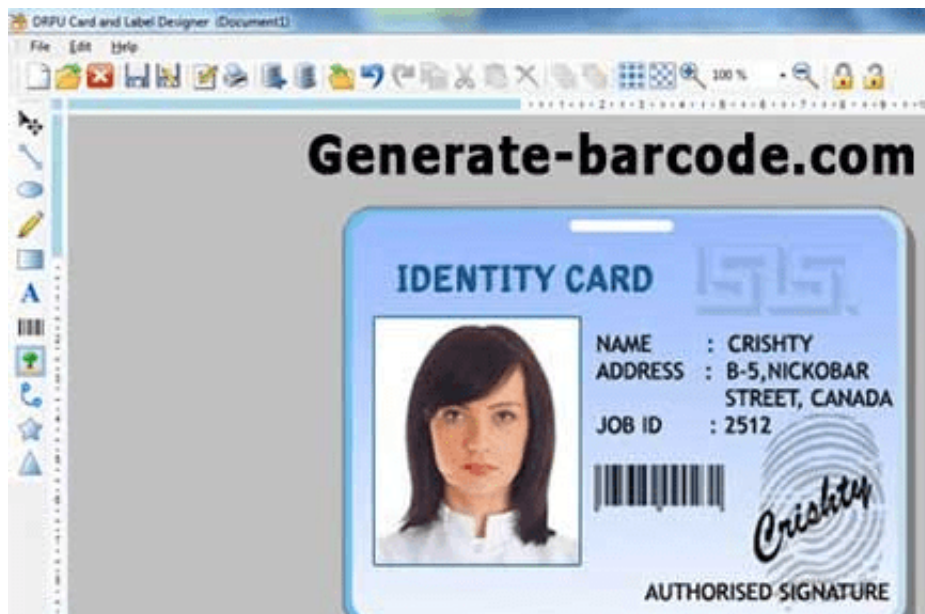 DRPU Card and Label Designer (Document1)
File Edit Help
100 %
Generate-barcode.com
IDENTITY CARD
NAME : CRISHTY
ADDRESS : B-5,NICKOBAR
STREET, CANADA
JOB ID : 2512
Crishty
AUTHORISED SIGNATURE